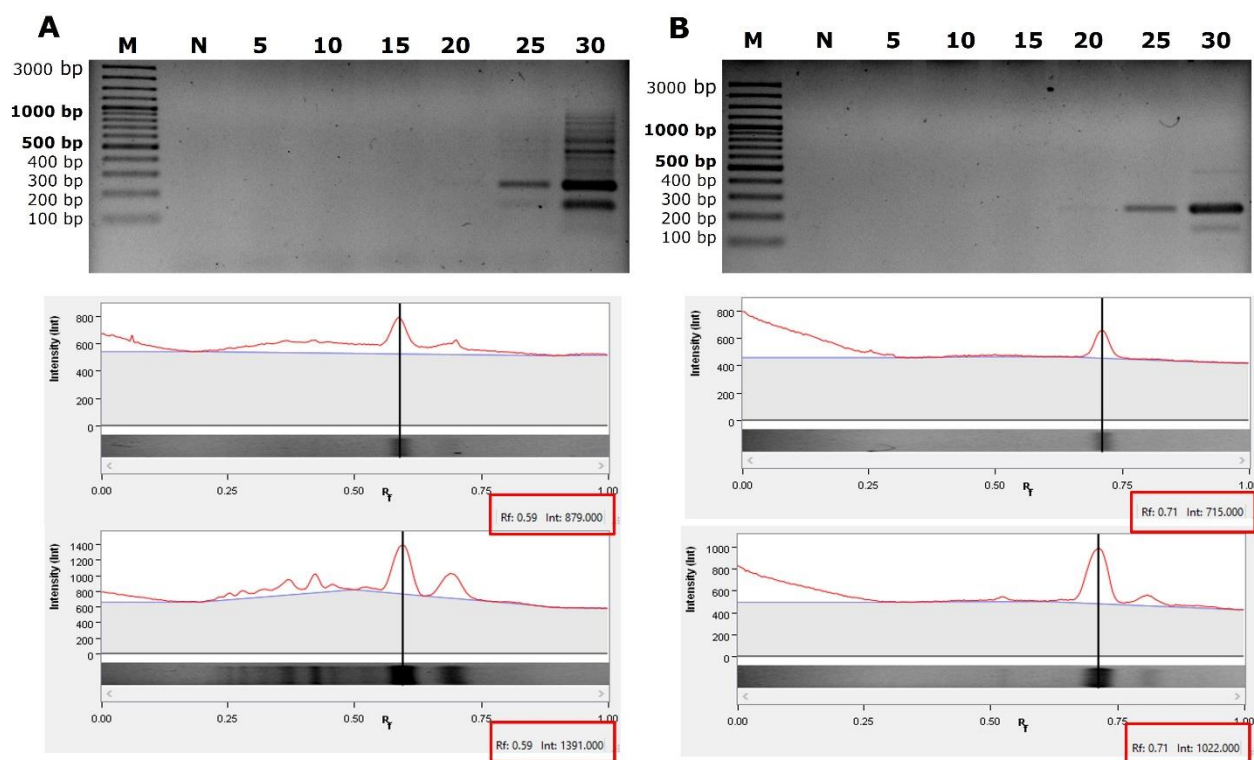 A
M N 5 10 15 20 25 30
3000 bp
1000 bp
500 bp
400 bp
300 bp
200 bp
100 bp
Intensity (Int)
800
600
400
200
0
0.00 0.25 0.50 0.75 1.00
Rf
Rf: 0.59 Int: 879.000
Intensity (Int)
1400
1200
1000
800
600
400
200
0
0.00 0.25 0.50 0.75 1.00
Rf
Rf: 0.59 Int: 1391.000
B
M N 5 10 15 20 25 30
3000 bp
1000 bp
500 bp
400 bp
300 bp
200 bp
100 bp
Intensity (Int)
800
600
400
200
0
0.00 0.25 0.50 0.75 1.00
Rf
Rf: 0.71 Int: 715.000
Intensity (Int)
1000
800
600
400
200
0
0.00 0.25 0.50 0.75 1.00
Rf
Rf: 0.71 Int: 1022.000